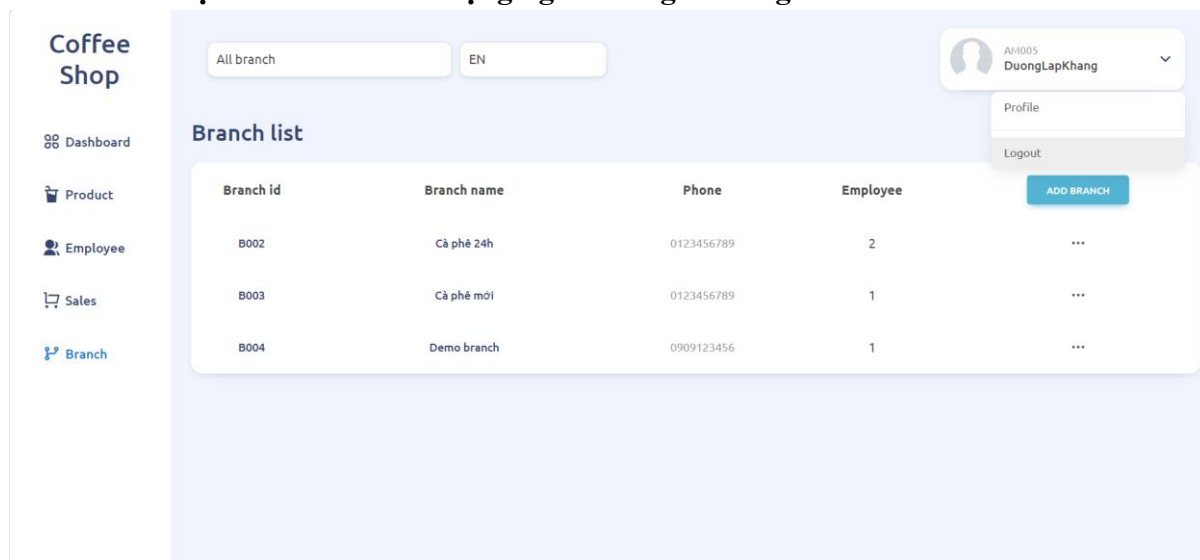 Coffee
Shop
All branch
EN
AM005
DuongLapKhang
Profile
Logout
Dashboard
Product
Employee
Sales
Branch
Branch list
Branch id Branch name Phone Employee ADD BRANCH
B002 Cà phê 24h 0123456789 2 ...
B003 Cà phê mới 0123456789 1 ...
B004 Demo branch 0909123456 1 ...